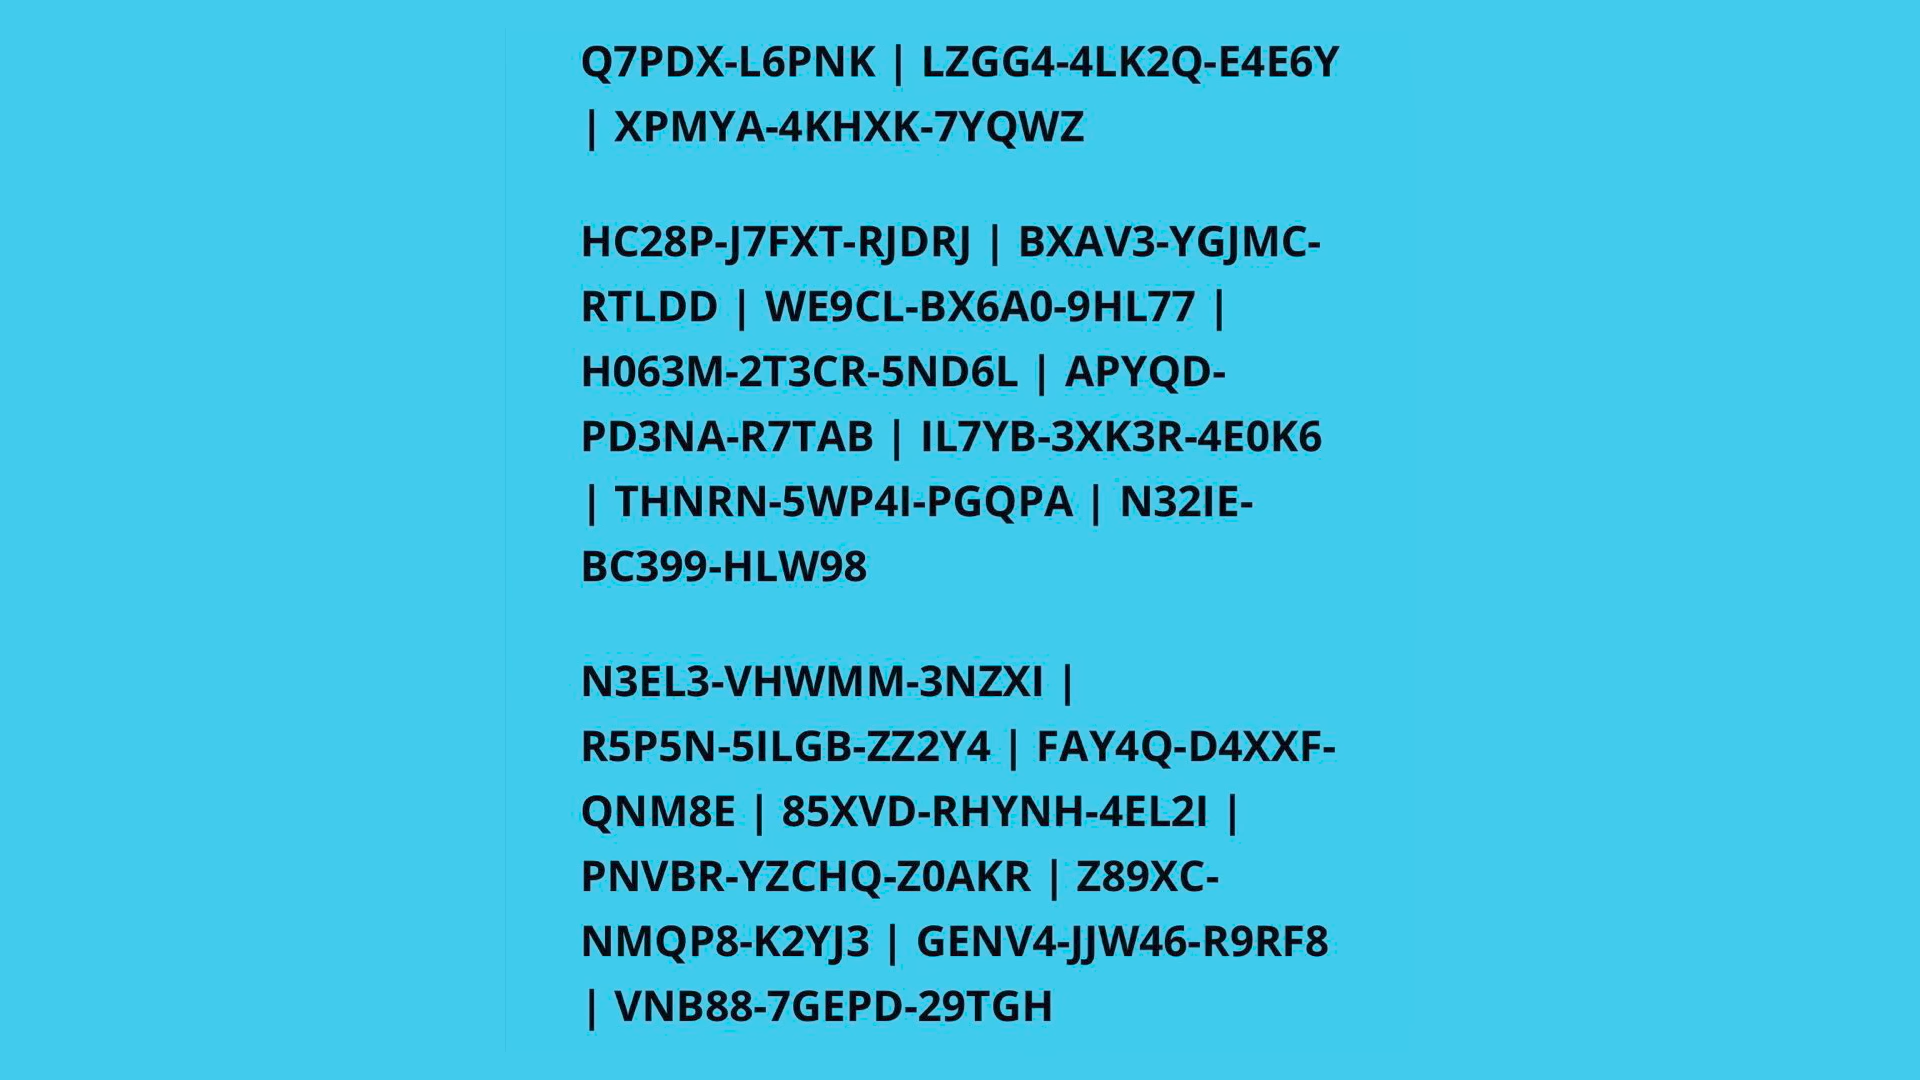 Q7PDX-L6PNK | LZGG4-4LK2Q-E4E6Y
| XPMYA-4KHXK-7YQWZ
HC28P-J7FXT-RJDRJ | BXAV3-YGJMC-
RTLDD | WE9CL-BX6A0-9HL77 |
H063M-2T3CR-5ND6L | APYQD-
PD3NA-R7TAB | IL7YB-3XK3R-4E0K6
| THNRN-5WP4I-PGQPA | N32IE-
BC399-HLW98
N3EL3-VHWMM-3NZXI |
R5P5N-5ILGB-ZZ2Y4 | FAY4Q-D4XXF-
QNM8E | 85XVD-RHYNH-4EL2I |
PNVBR-YZCHQ-Z0AKR | Z89XC-
NMQP8-K2YJ3 | GENV4-JJW46-R9RF8
| VNB88-7GEPD-29TGH